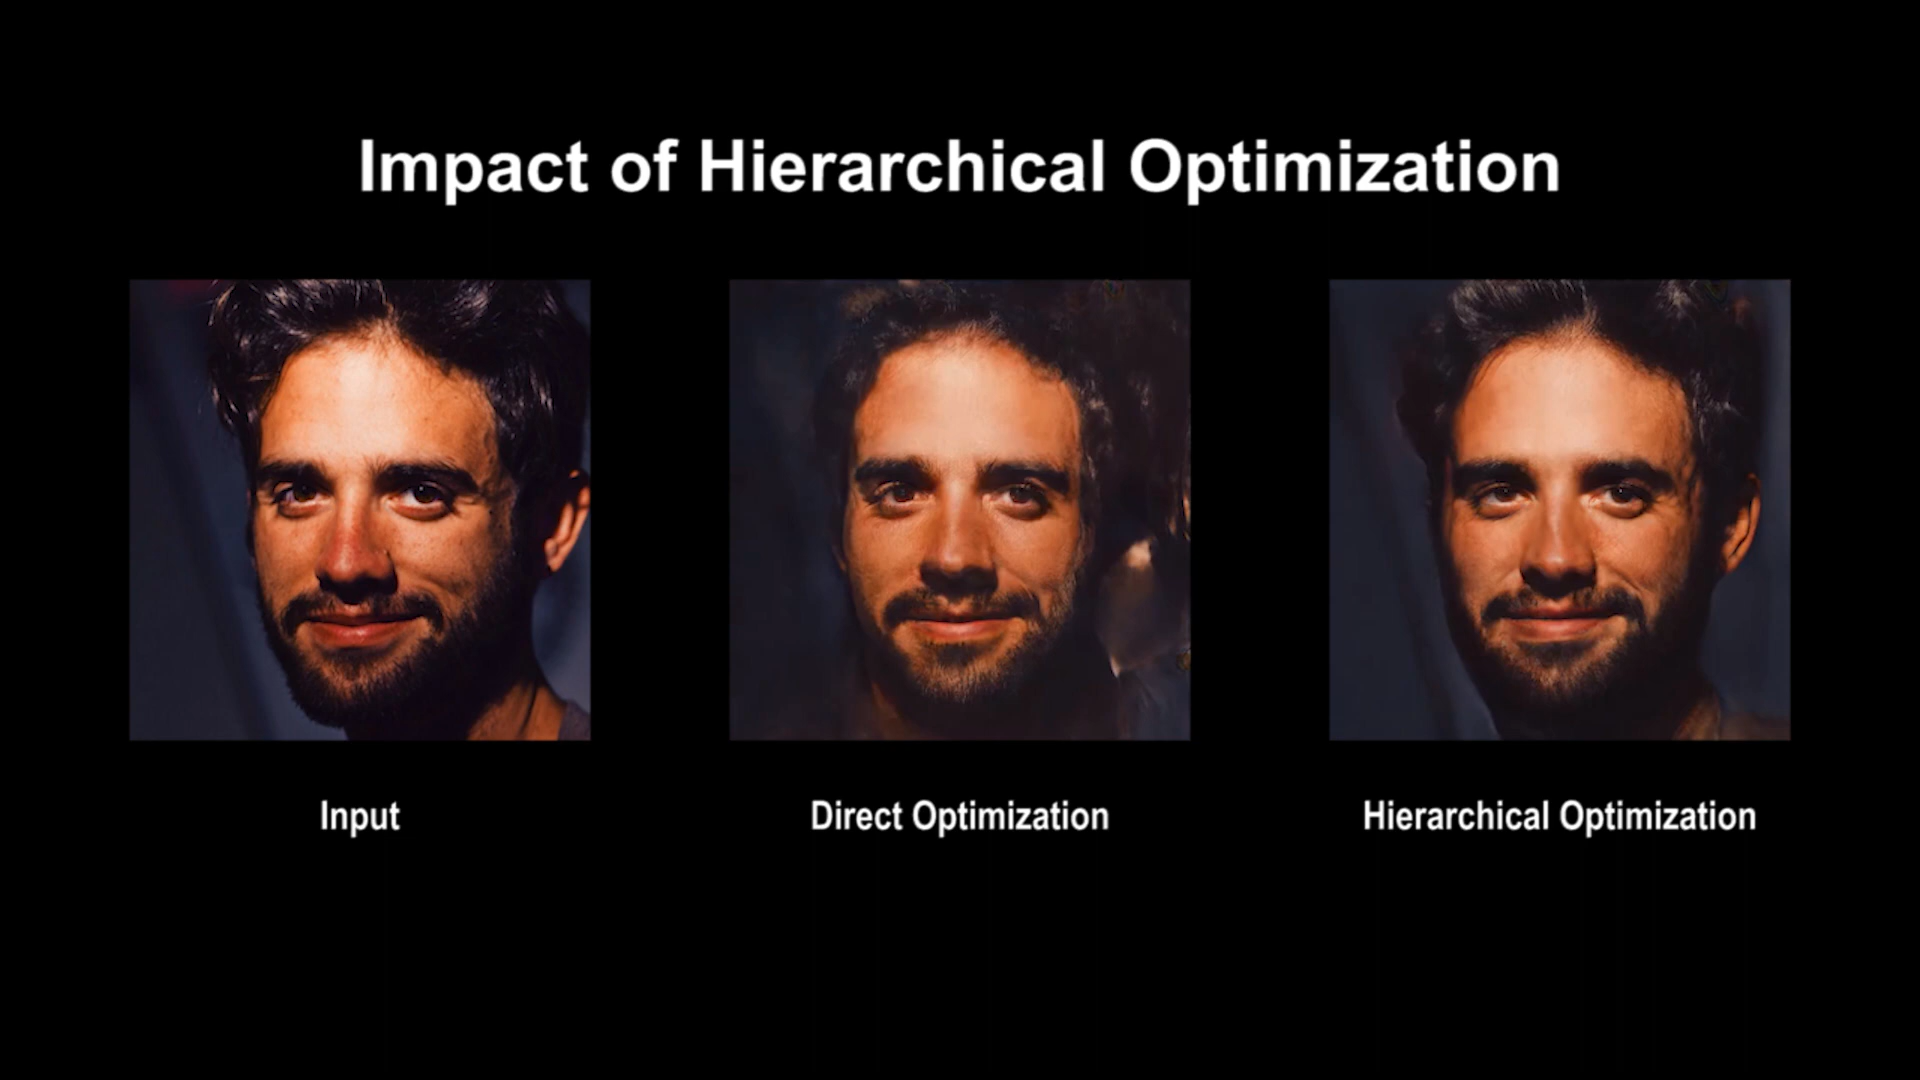 Impact of Hierarchical Optimization
Input
Direct Optimization
Hierarchical Optimization